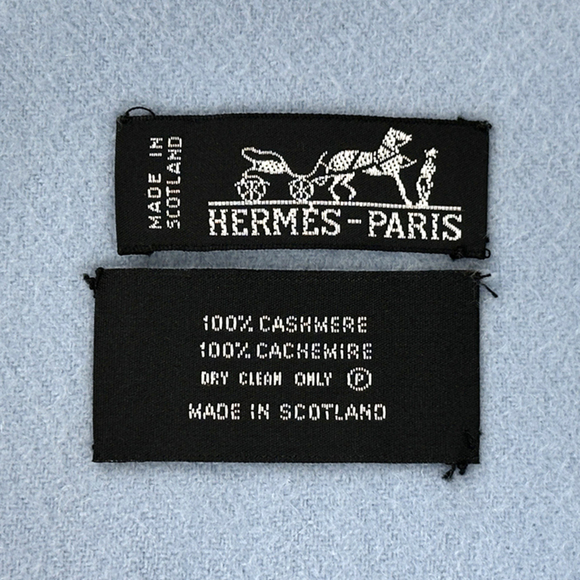 MADE IN
SCOTLAND
HERMÈS-PARIS
100% CASHMERE
100% CACHEMIRE
DRY CLEAN ONLY Ⓟ
MADE IN SCOTLAND